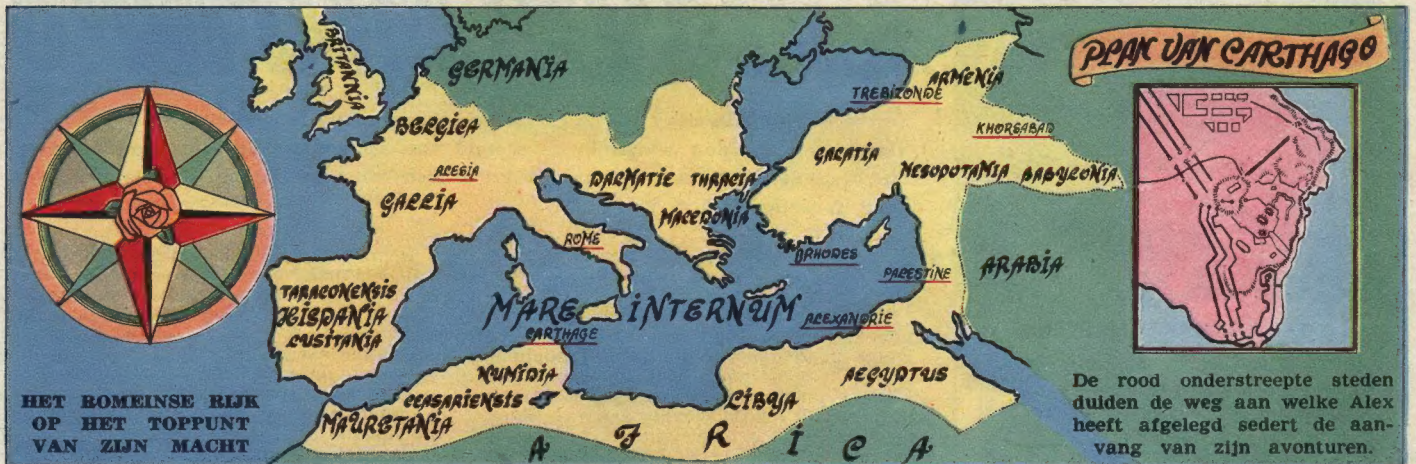 BRITANNIA
GERMANIA
BELGICA
ALESIA
GALLIA
TARACONENSIS
HISPANIA
LUSITANIA
HET ROMEINSE RIJK
OP HET TOPPUNT
VAN ZIJN MACHT
DALMATIE THRACIA
MACEDONIA
ROME
MARE INTERNUM
CARTHAGE
NUMIDIA
CEASARIENSIS
MAURETANIA
AFRICA
LIBYA
AEGYPTUS
ALEXANDRIE
RHODES
PALESTINE
ARABIA
GALATIA
MESOPOTAMIA BABYLONIA
KHORSABAD
TREBIZONDE
ARMENIA
PLAN VAN CARTHAGO
De rood onderstreepte steden
duiden de weg aan welke Alex
heeft afgelegd sedert de aan-
vang van zijn avonturen.